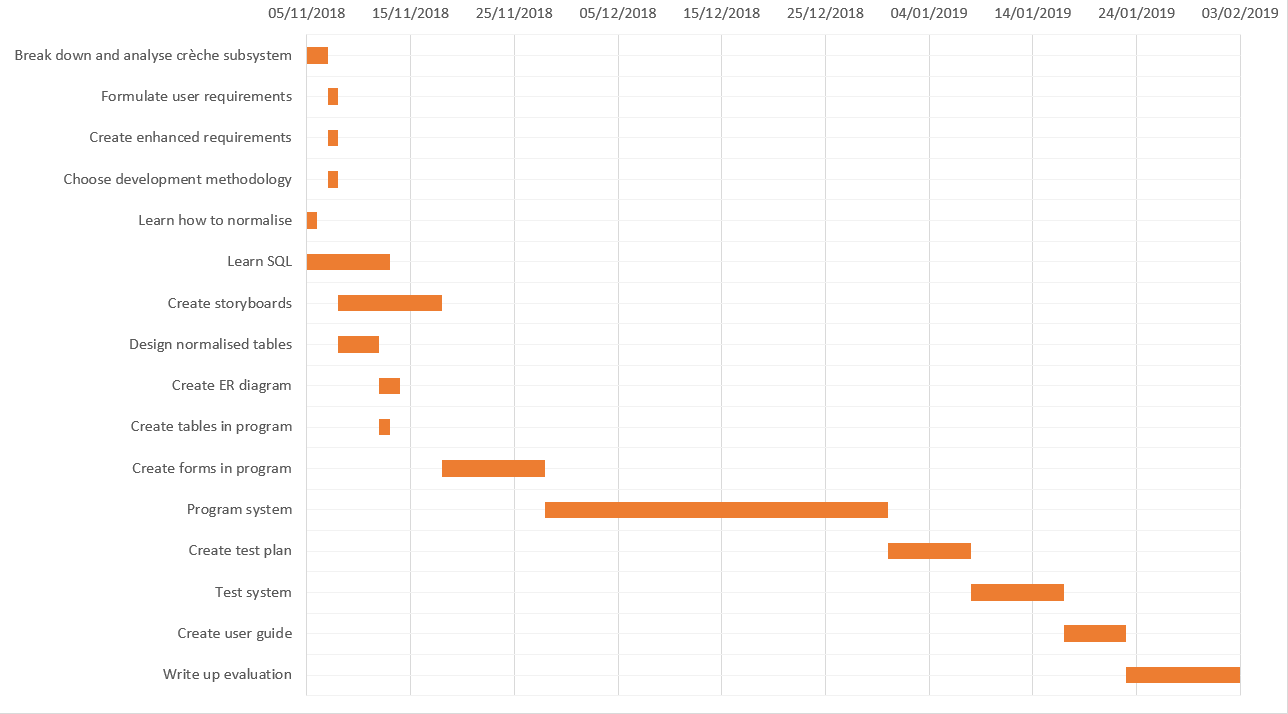 05/11/2018 15/11/2018 25/11/2018 05/12/2018 15/12/2018 25/12/2018 04/01/2019 14/01/2019 24/01/2019 03/02/2019
Break down and analyse crèche subsystem
Formulate user requirements
Create enhanced requirements
Choose development methodology
Learn how to normalise
Learn SQL
Create storyboards
Design normalised tables
Create ER diagram
Create tables in program
Create forms in program
Program system
Create test plan
Test system
Create user guide
Write up evaluation